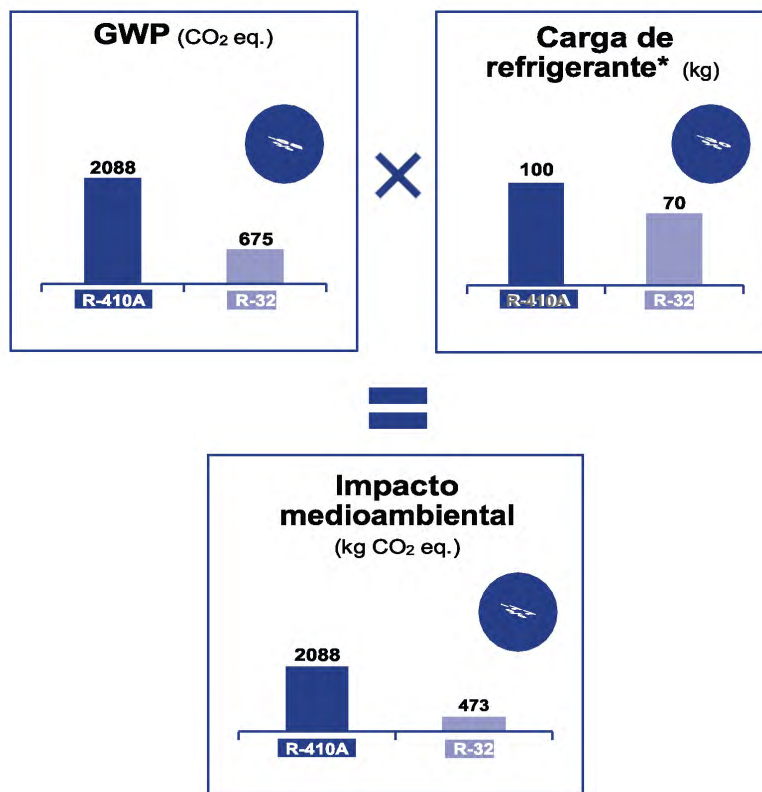 GWP (CO₂ eq.)
2088
675
R-410A
R-32
×
Carga de
refrigerante* (kg)
100
70
R-410A
R-32
=
Impacto
medioambiental
(kg CO₂ eq.)
2088
473
R-410A
R-32